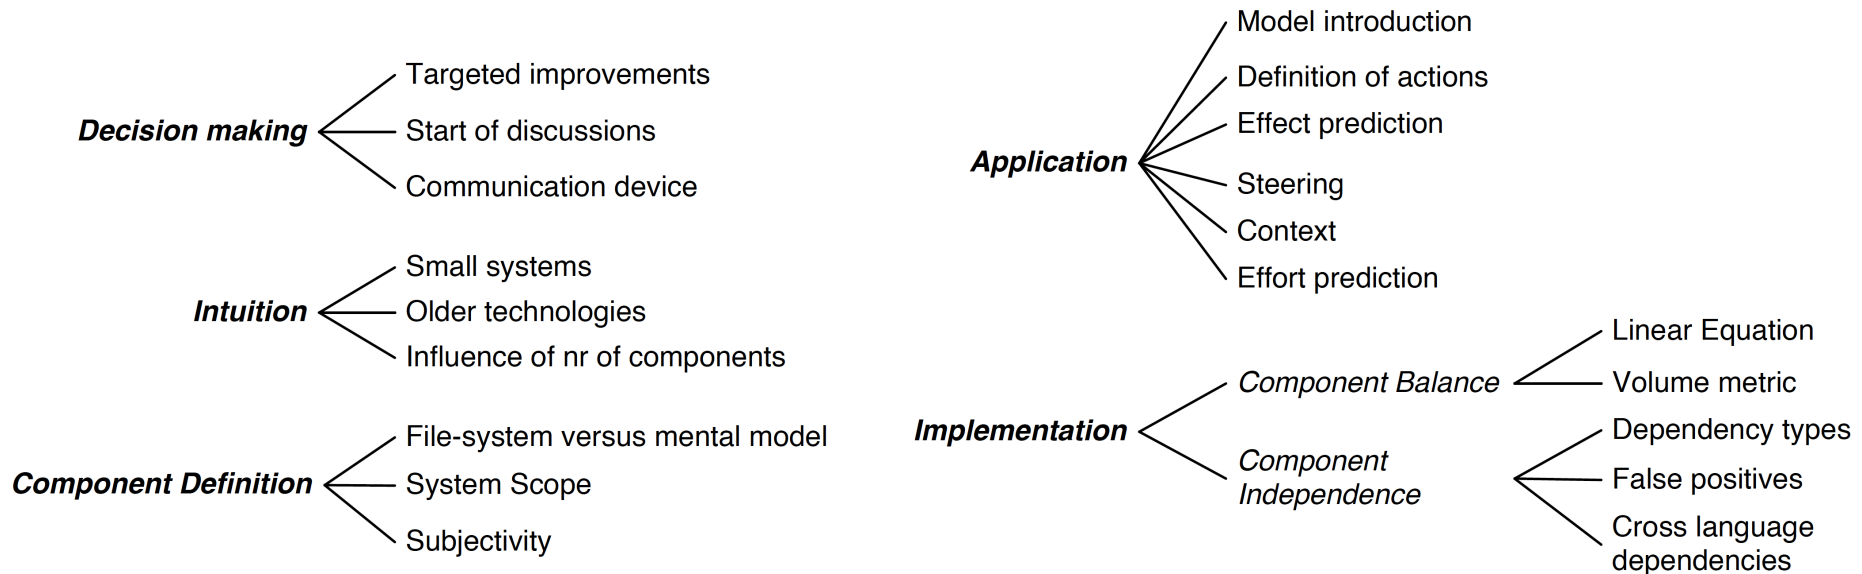 Decision making
Targeted improvements
Start of discussions
Communication device
Intuition
Small systems
Older technologies
Influence of nr of components
Component Definition
File-system versus mental model
System Scope
Subjectivity
Application
Model introduction
Definition of actions
Effect prediction
Steering
Context
Effort prediction
Implementation
Component Balance
Linear Equation
Volume metric
Component
Independence
Dependency types
False positives
Cross language
dependencies